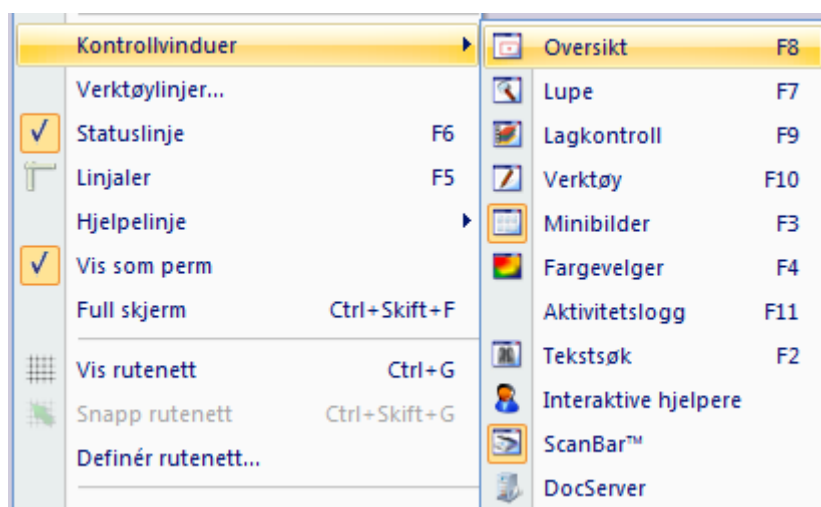 Kontrollvinduer
Verktøylinjer...
Statuslinje F6
Linjaler F5
Hjelpelinje
Vis som perm
Full skjerm Ctrl+Skift+F
Vis rutenett Ctrl+G
Snapp rutenett Ctrl+Skift+G
Definér rutenett...
Oversikt F8
Lupe F7
Lagkontroll F9
Verktøy F10
Minibilder F3
Fargevelger F4
Aktivitetslogg F11
Tekstsøk F2
Interaktive hjelpere
ScanBar™
DocServer